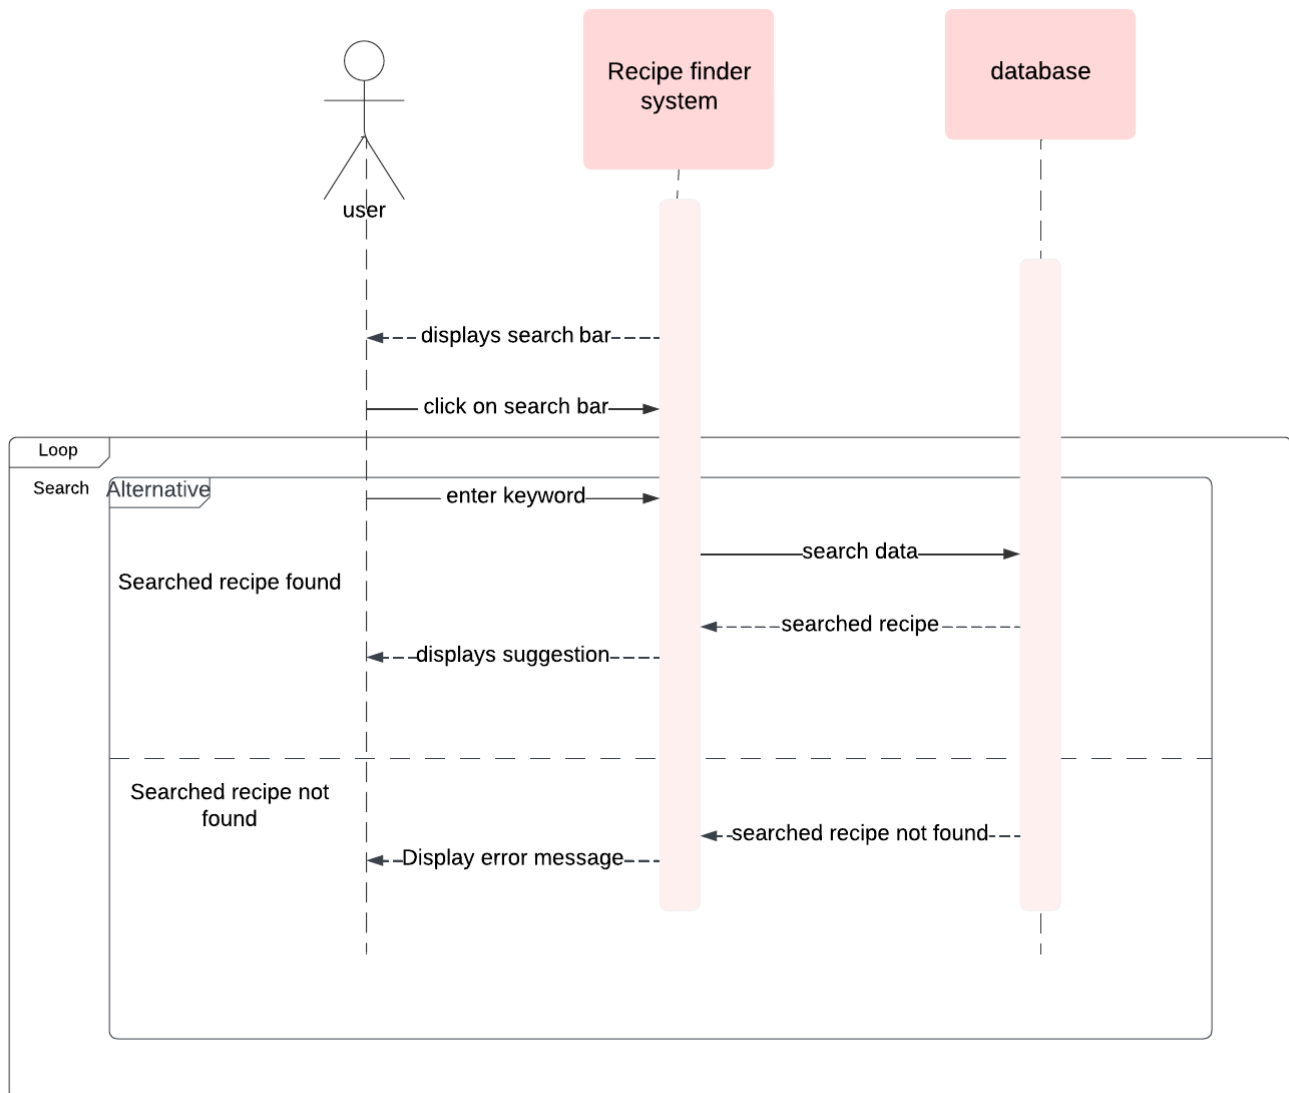 Recipe finder
system
database
user
displays search bar
click on search bar
Loop
Search
Alternative
enter keyword
search data
Searched recipe found
searched recipe
displays suggestion
Searched recipe not
found
searched recipe not found
Display error message